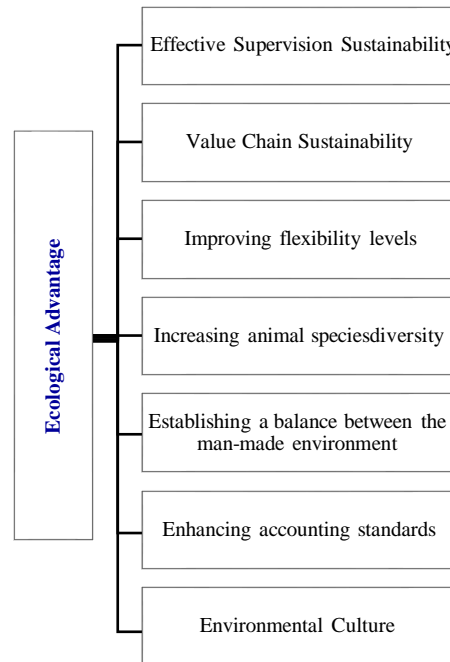 Effective Supervision Sustainability
Value Chain Sustainability
Improving flexibility levels
Ecological Advantage
Increasing animal speciesdiversity
Establishing a balance between the
man-made environment
Enhancing accounting standards
Environmental Culture